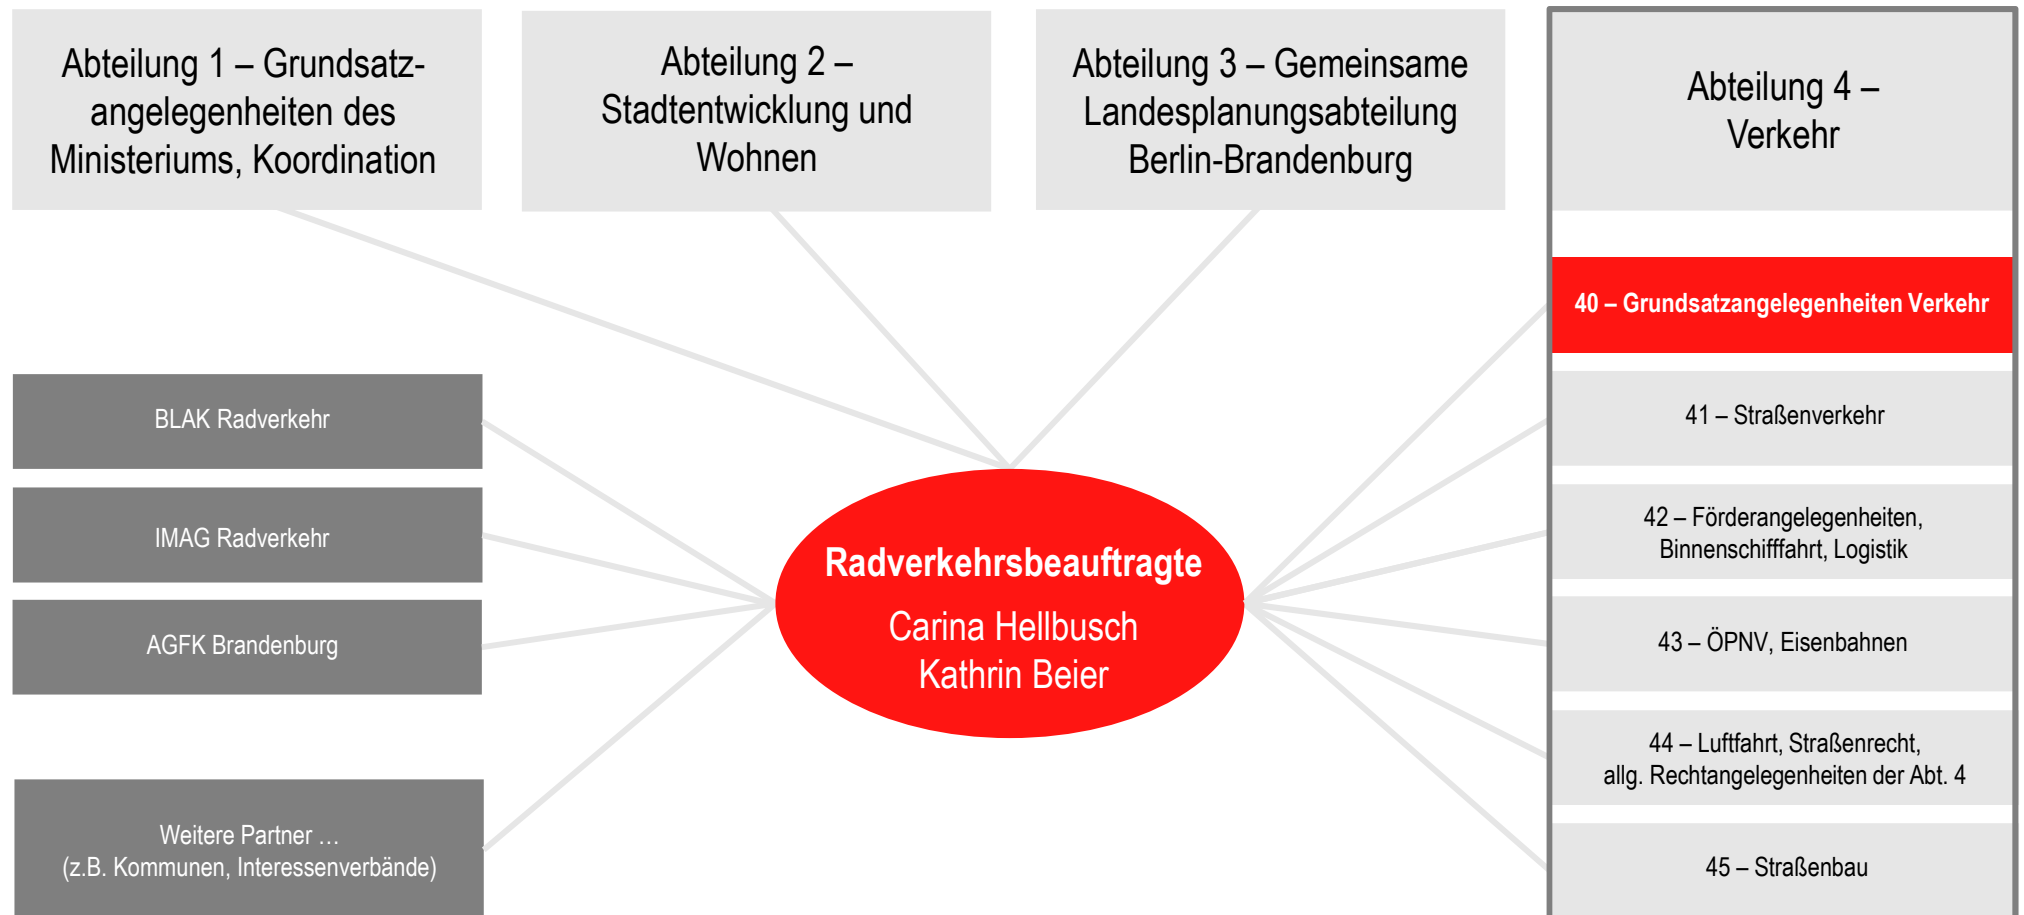 Abteilung 1 – Grundsatz-
angelegenheiten des
Ministeriums, Koordination
Abteilung 2 –
Stadtentwicklung und
Wohnen
Abteilung 3 – Gemeinsame
Landesplanungsabteilung
Berlin-Brandenburg
Abteilung 4 –
Verkehr
40 – Grundsatzangelegenheiten Verkehr
41 – Straßenverkehr
42 – Förderangelegenheiten,
Binnenschifffahrt, Logistik
43 – ÖPNV, Eisenbahnen
44 – Luftfahrt, Straßenrecht,
allg. Rechtangelegenheiten der Abt. 4
45 – Straßenbau
BLAK Radverkehr
IMAG Radverkehr
AGFK Brandenburg
Weitere Partner …
(z.B. Kommunen, Interessenverbände)
Radverkehrsbeauftragte
Carina Hellbusch
Kathrin Beier